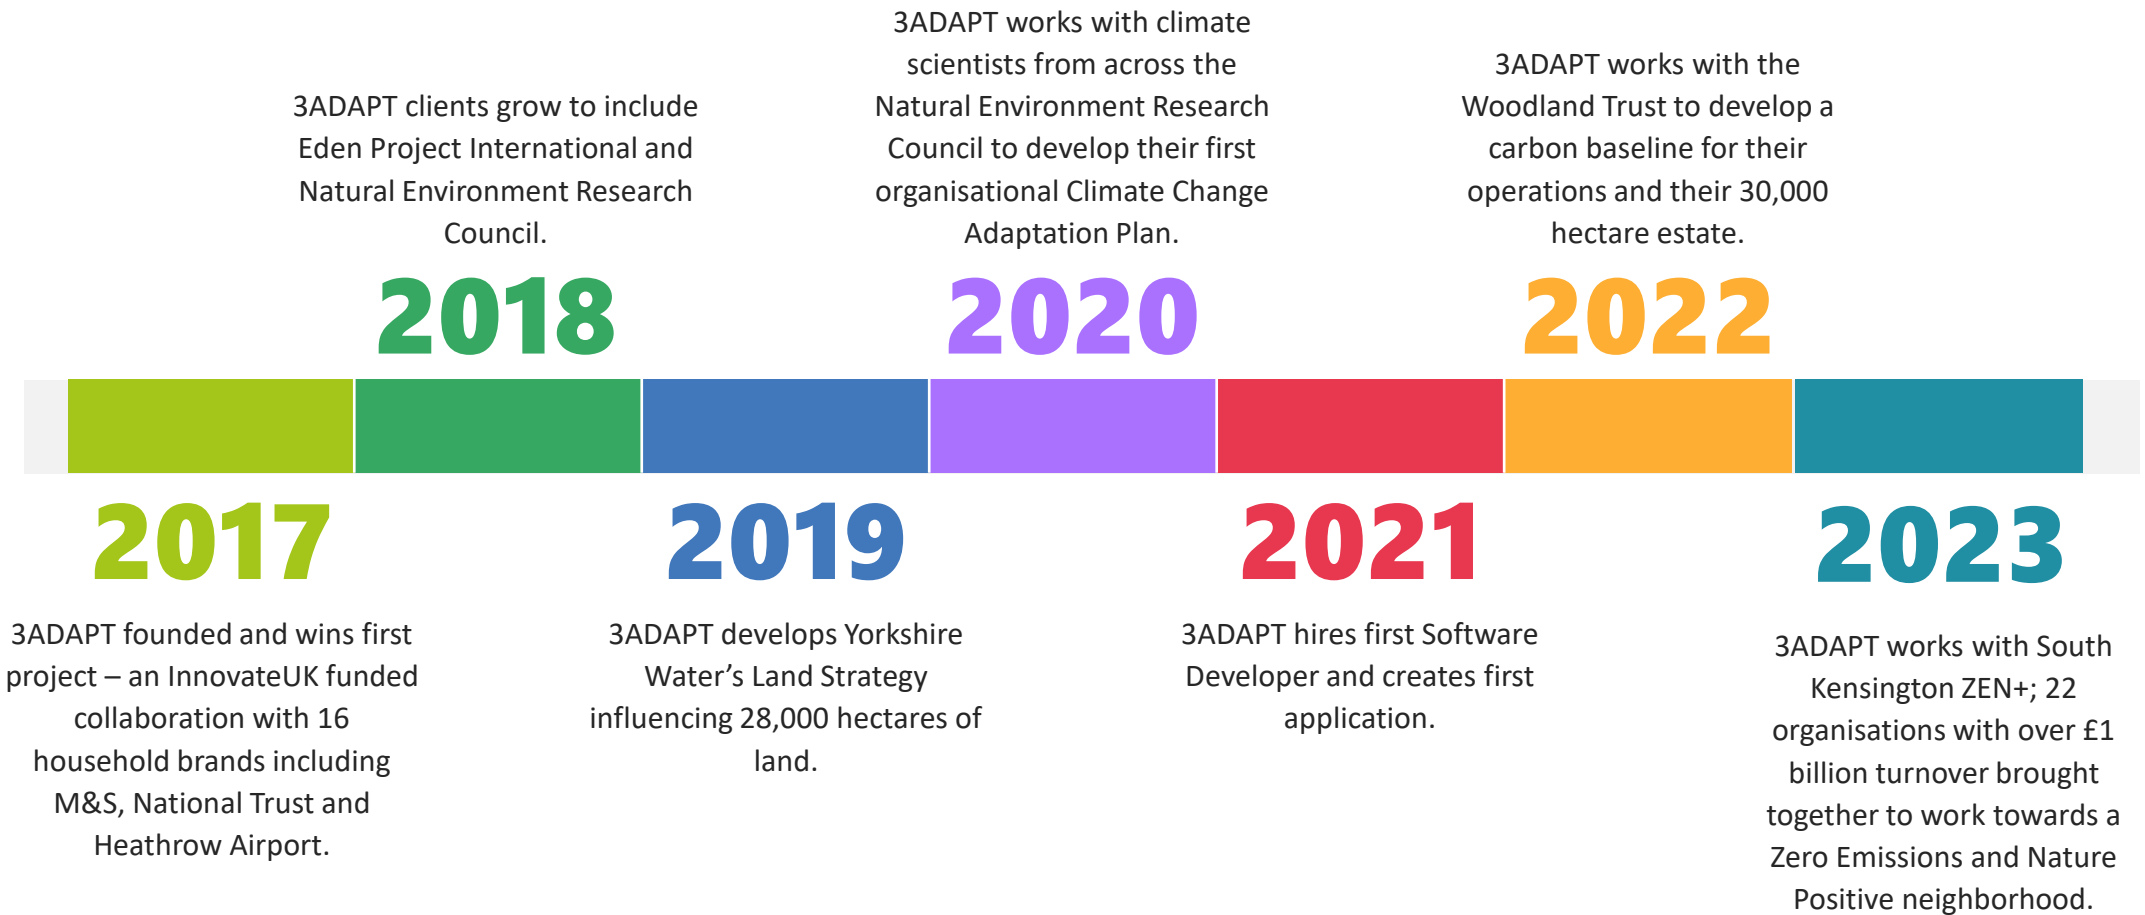 3ADAPT founded and wins first
project – an InnovateUK funded
collaboration with 16
household brands including
M&S, National Trust and
Heathrow Airport.
2017
3ADAPT clients grow to include
Eden Project International and
Natural Environment Research
Council.
2018
2019
3ADAPT develops Yorkshire
Water’s Land Strategy
influencing 28,000 hectares of
land.
3ADAPT works with climate
scientists from across the
Natural Environment Research
Council to develop their first
organisational Climate Change
Adaptation Plan.
2020
2021
3ADAPT hires first Software
Developer and creates first
application.
3ADAPT works with the
Woodland Trust to develop a
carbon baseline for their
operations and their 30,000
hectare estate.
2022
2023
3ADAPT works with South
Kensington ZEN+; 22
organisations with over £1
billion turnover brought
together to work towards a
Zero Emissions and Nature
Positive neighborhood.